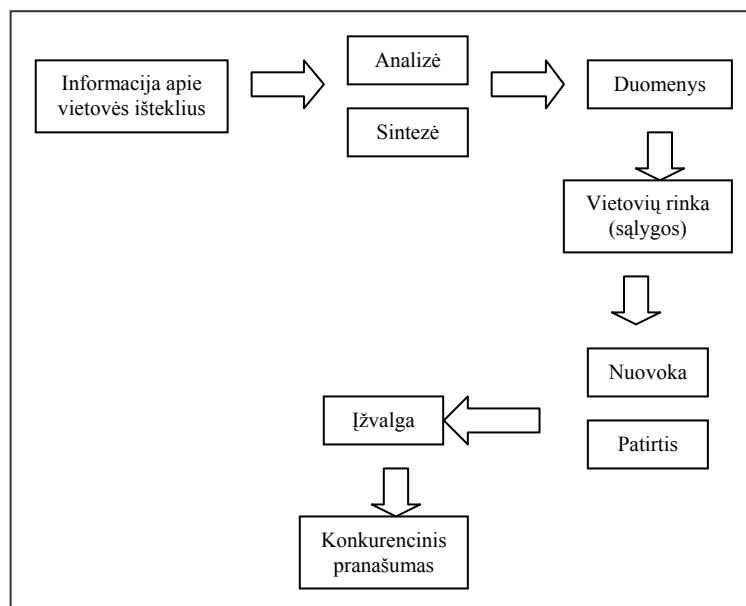 Informacija apie
vietovės išteklius
Analizė
Sintezė
Duomenys
Vietovių rinka
(sąlygos)
Nuovoka
Patirtis
Įžvalga
Konkurencinis
pranašumas